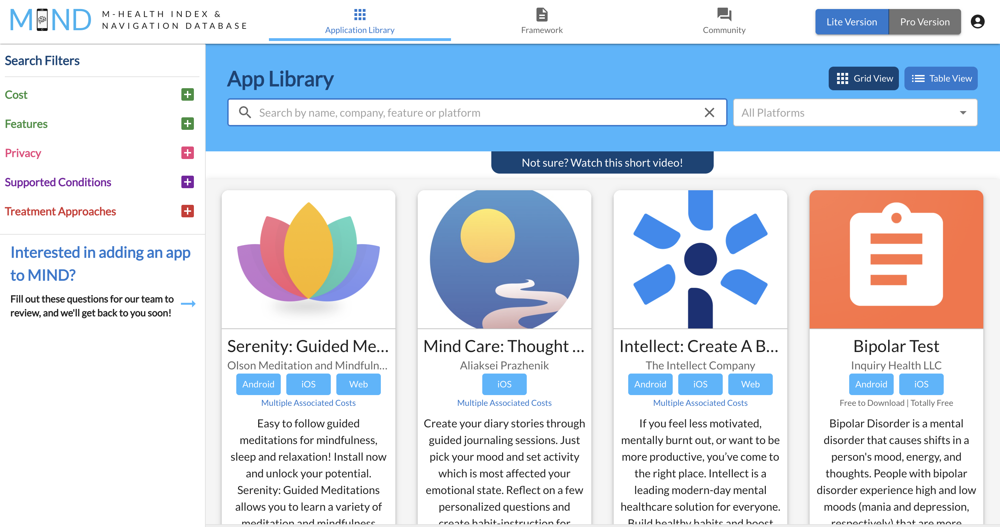 MIND
M-HEALTH INDEX &
NAVIGATION DATABASE
Application Library
Framework
Community
Lite Version
Pro Version
Search Filters
Cost
Features
Privacy
Supported Conditions
Treatment Approaches
Interested in adding an app
to MIND?
Fill out these questions for our team to
review, and we'll get back to you soon!
App Library
Grid View
Table View
Search by name, company, feature or platform
All Platforms
Not sure? Watch this short video!
Serenity: Guided Me...
Olson Meditation and Mindfuln...
Android iOS Web
Multiple Associated Costs
Easy to follow guided
meditations for mindfulness,
sleep and relaxation! Install now
and unlock your potential.
Serenity: Guided Meditations
allows you to learn a variety of
meditation and mindfulness
Mind Care: Thought ...
Aliaksei Prazhenik
iOS
Multiple Associated Costs
Create your diary stories through
guided journaling sessions. Just
pick your mood and set activity
which is most affected your
emotional state. Reflect on a few
personalized questions and
create habit-instruction for
Intellect: Create A B...
The Intellect Company
Android iOS Web
Multiple Associated Costs
If you feel less motivated,
mentally burnt out, or want to be
more productive, you’ve come to
the right place. Intellect is a
leading modern-day mental
healthcare solution for everyone.
Build healthy habits and boost
Bipolar Test
Inquiry Health LLC
Android iOS
Free to Download | Totally Free
Bipolar Disorder is a mental
disorder that causes shifts in a
person's mood, energy, and
thoughts. People with bipolar
disorder experience high and low
moods (mania and depression,
respectively) that are more